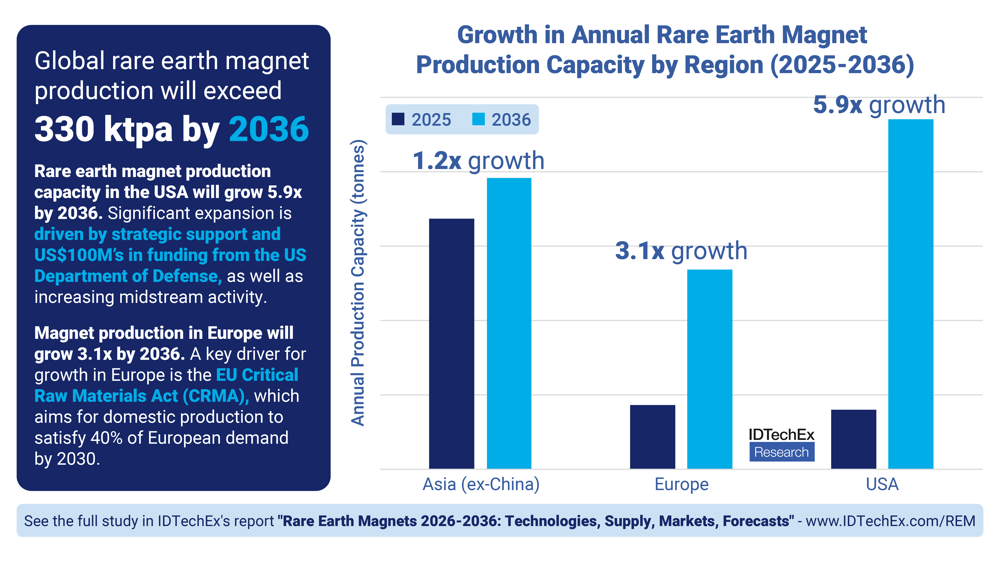 Global rare earth magnet
production will exceed
330 ktpa by 2036
Rare earth magnet production
capacity in the USA will grow 5.9x
by 2036. Significant expansion is
driven by strategic support and
US$100M’s in funding from the US
Department of Defense, as well as
increasing midstream activity.
Magnet production in Europe will
grow 3.1x by 2036. A key driver for
growth in Europe is the EU Critical
Raw Materials Act (CRMA), which
aims for domestic production to
satisfy 40% of European demand
by 2030.
Growth in Annual Rare Earth Magnet
Production Capacity by Region (2025-2036)
2025
2036
Annual Production Capacity (tonnes)
1.2x growth
3.1x growth
5.9x growth
IDTechEx
Research
Asia (ex-China)
Europe
USA
See the full study in IDTechEx's report "Rare Earth Magnets 2026-2036: Technologies, Supply, Markets, Forecasts" - www.IDTechEx.com/REM